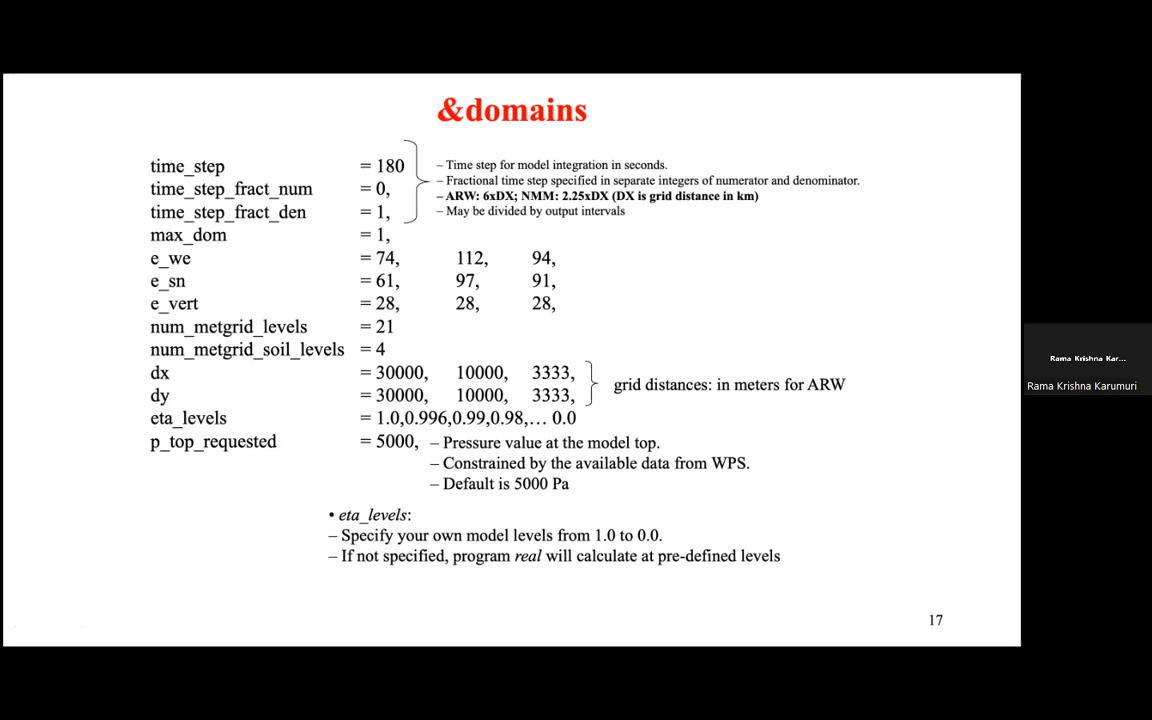 &domains
time_step = 180 – Time step for model integration in seconds.
time_step_fract_num = 0, – Fractional time step specified in separate integers of numerator and denominator.
– ARW: 6xDX; NMM: 2.25xDX (DX is grid distance in km)
time_step_fract_den = 1, – May be divided by output intervals
max_dom = 1,
e_we = 74, 112, 94,
e_sn = 61, 97, 91,
e_vert = 28, 28, 28,
num_metgrid_levels = 21
num_metgrid_soil_levels = 4
dx = 30000, 10000, 3333,
grid distances: in meters for ARW
dy = 30000, 10000, 3333,
eta_levels = 1.0,0.996,0.99,0.98,… 0.0
p_top_requested = 5000, – Pressure value at the model top.
– Constrained by the available data from WPS.
– Default is 5000 Pa
• eta_levels:
– Specify your own model levels from 1.0 to 0.0.
– If not specified, program real will calculate at pre-defined levels
17
Rama Krishna Kar...
Rama Krishna Karumuri